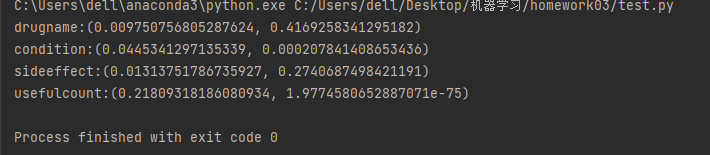 C:\Users\dell\anaconda3\python.exe C:/Users/dell/Desktop/机器学习/homework03/test.py
drugname:(0.009750756805287624, 0.4169258341295182)
condition:(0.0445341297135339, 0.000207841408653436)
sideeffect:(0.01313751786735927, 0.2740687498421191)
usefulcount:(0.21809318186080934, 1.9774580652887071e-75)
Process finished with exit code 0